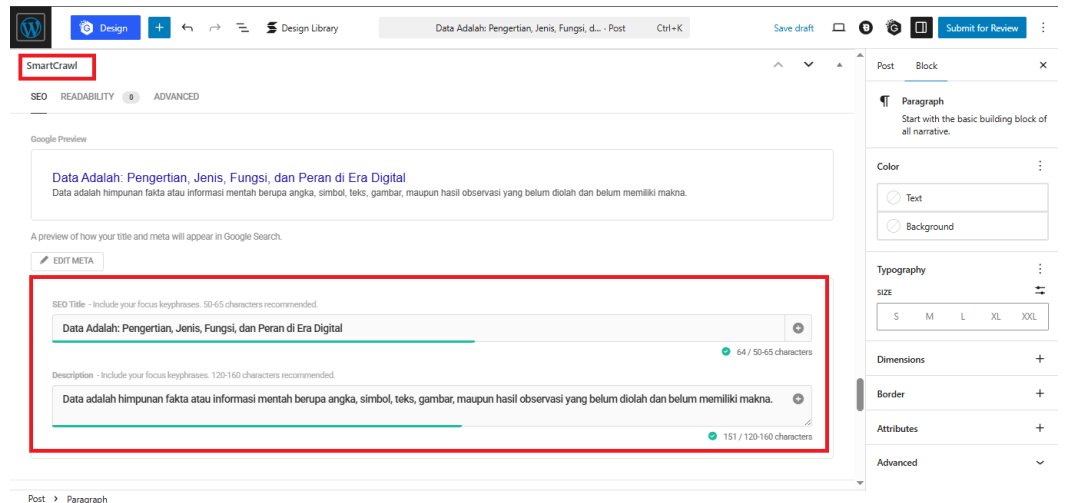 Design
Design Library
Data Adalah: Pengertian, Jenis, Fungsi, d... · Post Ctrl+K
Save draft
Submit for Review
SmartCrawl
SEO READABILITY 0 ADVANCED
Google Preview
Data Adalah: Pengertian, Jenis, Fungsi, dan Peran di Era Digital
Data adalah himpunan fakta atau informasi mentah berupa angka, simbol, teks, gambar, maupun hasil observasi yang belum diolah dan belum memiliki makna.
A preview of how your title and meta will appear in Google Search.
EDIT META
SEO Title - Include your focus keyphrases. 50-65 characters recommended.
Data Adalah: Pengertian, Jenis, Fungsi, dan Peran di Era Digital
64 / 50-65 characters
Description - Include your focus keyphrases. 120-160 characters recommended.
Data adalah himpunan fakta atau informasi mentah berupa angka, simbol, teks, gambar, maupun hasil observasi yang belum diolah dan belum memiliki makna.
151 / 120-160 characters
Post > Paragraph
Post Block
Paragraph
Start with the basic building block of
all narrative.
Color
Text
Background
Typography
SIZE
S M L XL XXL
Dimensions
Border
Attributes
Advanced